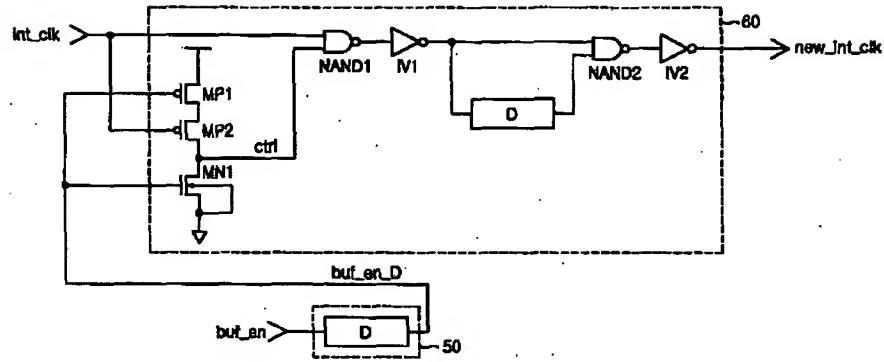 60
int_clk
new_int_clk
NAND1
IV1
NAND2
IV2
MP1
D
MP2
ctrl
MN1
buf_en_D
buf_en
D
50